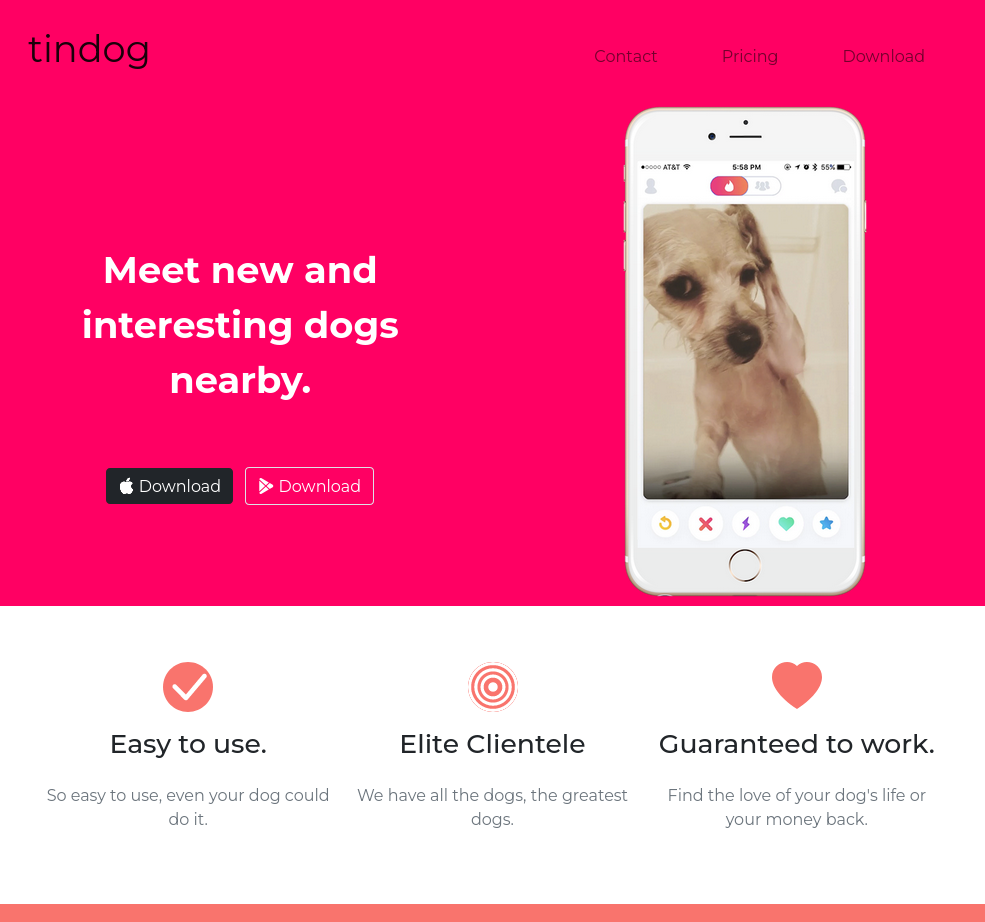 tindog
Contact Pricing Download
AT&T 5:58 PM 55%
Meet new and
interesting dogs
nearby.
Download Download
Easy to use. Elite Clientele Guaranteed to work.
So easy to use, even your dog could We have all the dogs, the greatest Find the love of your dog's life or
do it. dogs. your money back.